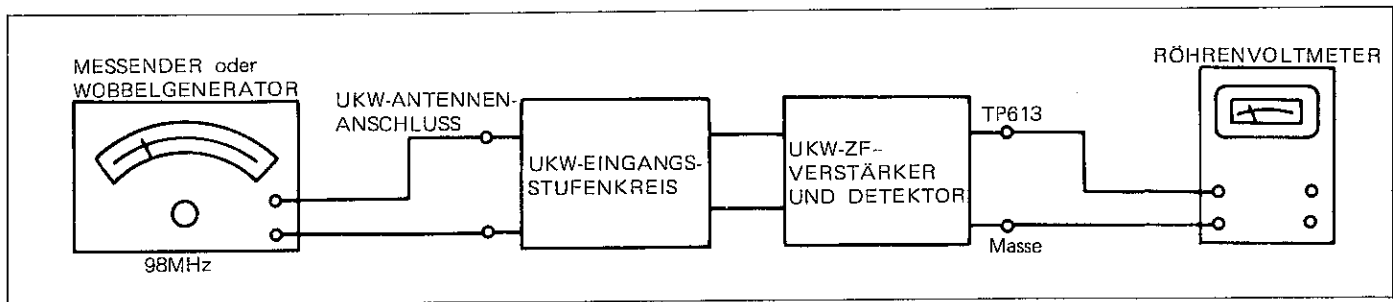 MESSENDER oder
WOBBELGENERATOR
98MHz
UKW-ANTENNEN-
ANSCHLUSS
UKW-EINGANGS-
STUFENKREIS
UKW-ZF-
VERSTÄRKER
UND DETEKTOR
TP613
Masse
RÖHRENVOLTMETER